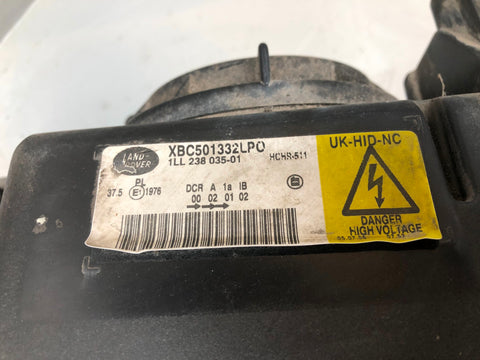 LAND-
ROVER
XBC501332LPO
1LL 238 035-01
HCHR-511
PL
37.5 E1 1976
DCR A 1a IB
00 02 01 02
UK-HID-NC
DANGER
HIGH VOLTAGE